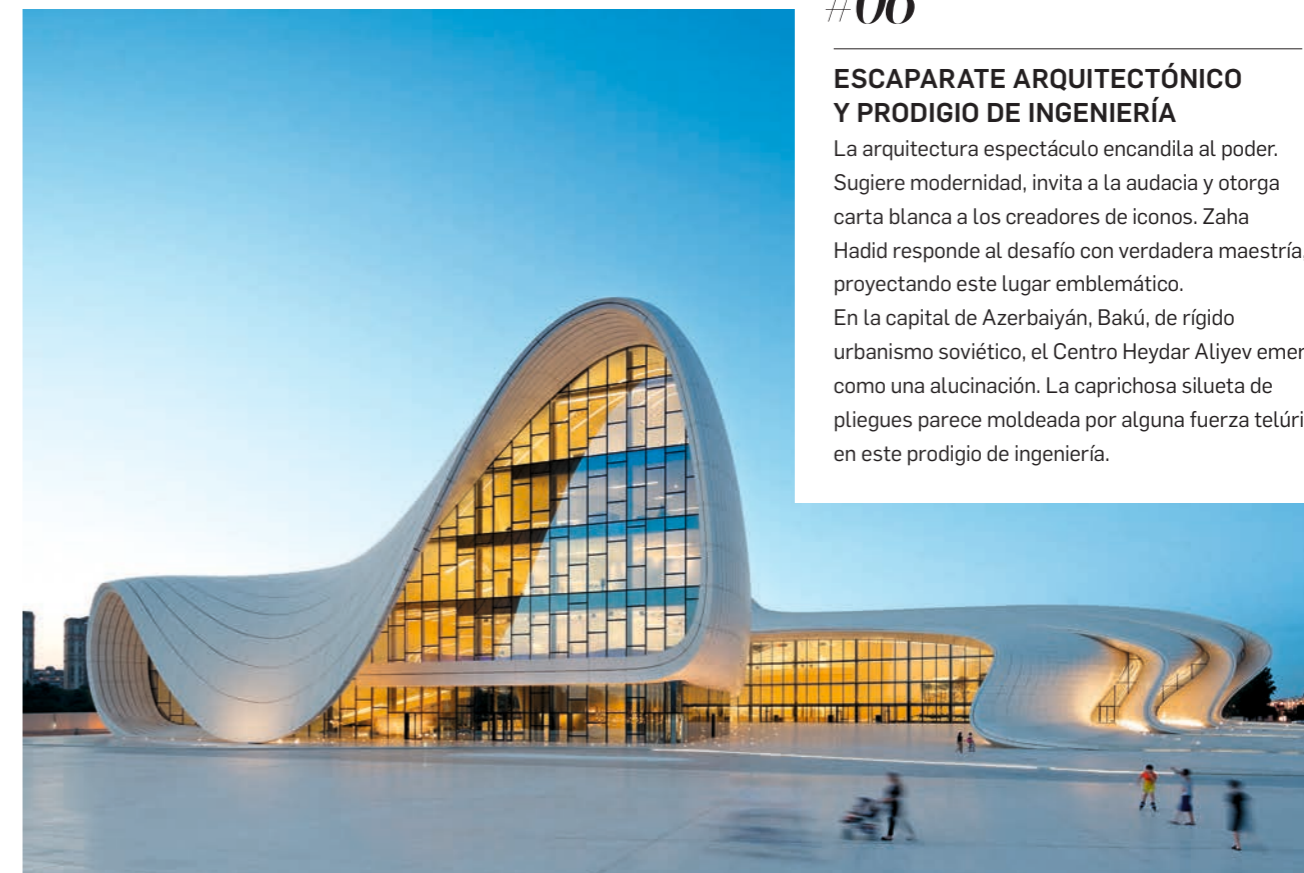 ESCAPARATE ARQUITECTÓNICO
Y PRODIGIO DE INGENIERÍA
La arquitectura espectáculo encandila al poder.
Sugiere modernidad, invita a la audacia y otorga
carta blanca a los creadores de iconos. Zaha
Hadid responde al desafío con verdadera maestría,
proyectando este lugar emblemático.
En la capital de Azerbaiyán, Bakú, de rígido
urbanismo soviético, el Centro Heydar Aliyev
como una alucinación. La caprichosa silueta de
pliegues parece moldeada por alguna fuerza
en este prodigio de ingeniería.